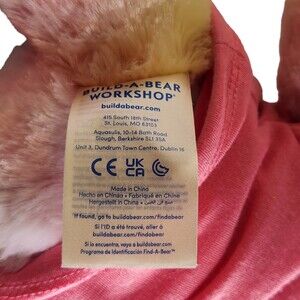 BUILD-A-BEAR
WORKSHOP®
buildabear.com
415 South 18th Street
St. Louis, MO 63103
Aquasulis, 10-14 Bath Road
Slough, Berkshire SL1 3SA
Unit 3, Dundrum Town Centre, Dublin 16
CE UK
CA
Made in China
Hecho en China • Fabriqué en Chine
Hergestellt in China •
If found, go to buildabear.com/findabear
Si l'ID a été trouvé, aller à
buildabear.com/findabear
Si lo encuentra, vaya a buildabear.com
Programa de Identificación Find-A-Bear™